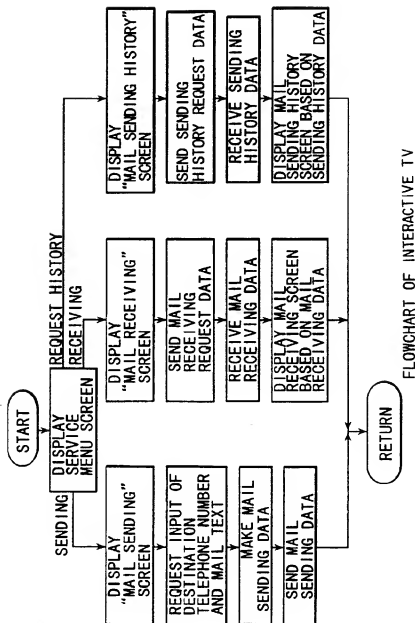 START
DISPLAY
SERVICE
MENU SCREEN
SENDING
RECEIVING
REQUEST HISTORY
DISPLAY
"MAIL SENDING"
SCREEN
REQUEST INPUT OF
DESTINATION
TELEPHONE NUMBER
AND MAIL TEXT
MAKE MAIL
SENDING DATA
SEND MAIL
SENDING DATA
DISPLAY
"MAIL RECEIVING"
SCREEN
SEND MAIL
RECEIVING
REQUEST DATA
RECEIVE MAIL
RECEIVING DATA
DISPLAY MAIL
RECEIVING SCREEN
BASED ON MAIL
RECEIVING DATA
DISPLAY
"MAIL SENDING HISTORY"
SCREEN
SEND SENDING
HISTORY REQUEST DATA
RECEIVE SENDING
HISTORY DATA
DISPLAY MAIL
SENDING HISTORY
SCREEN BASED ON
SENDING HISTORY DATA
RETURN
FLOWCHART OF INTERACTIVE TV